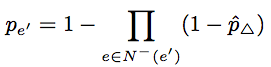 p_{e'} = 1 - \prod_{e \in N^-(e')} (1 - \hat{p}_\triangle)